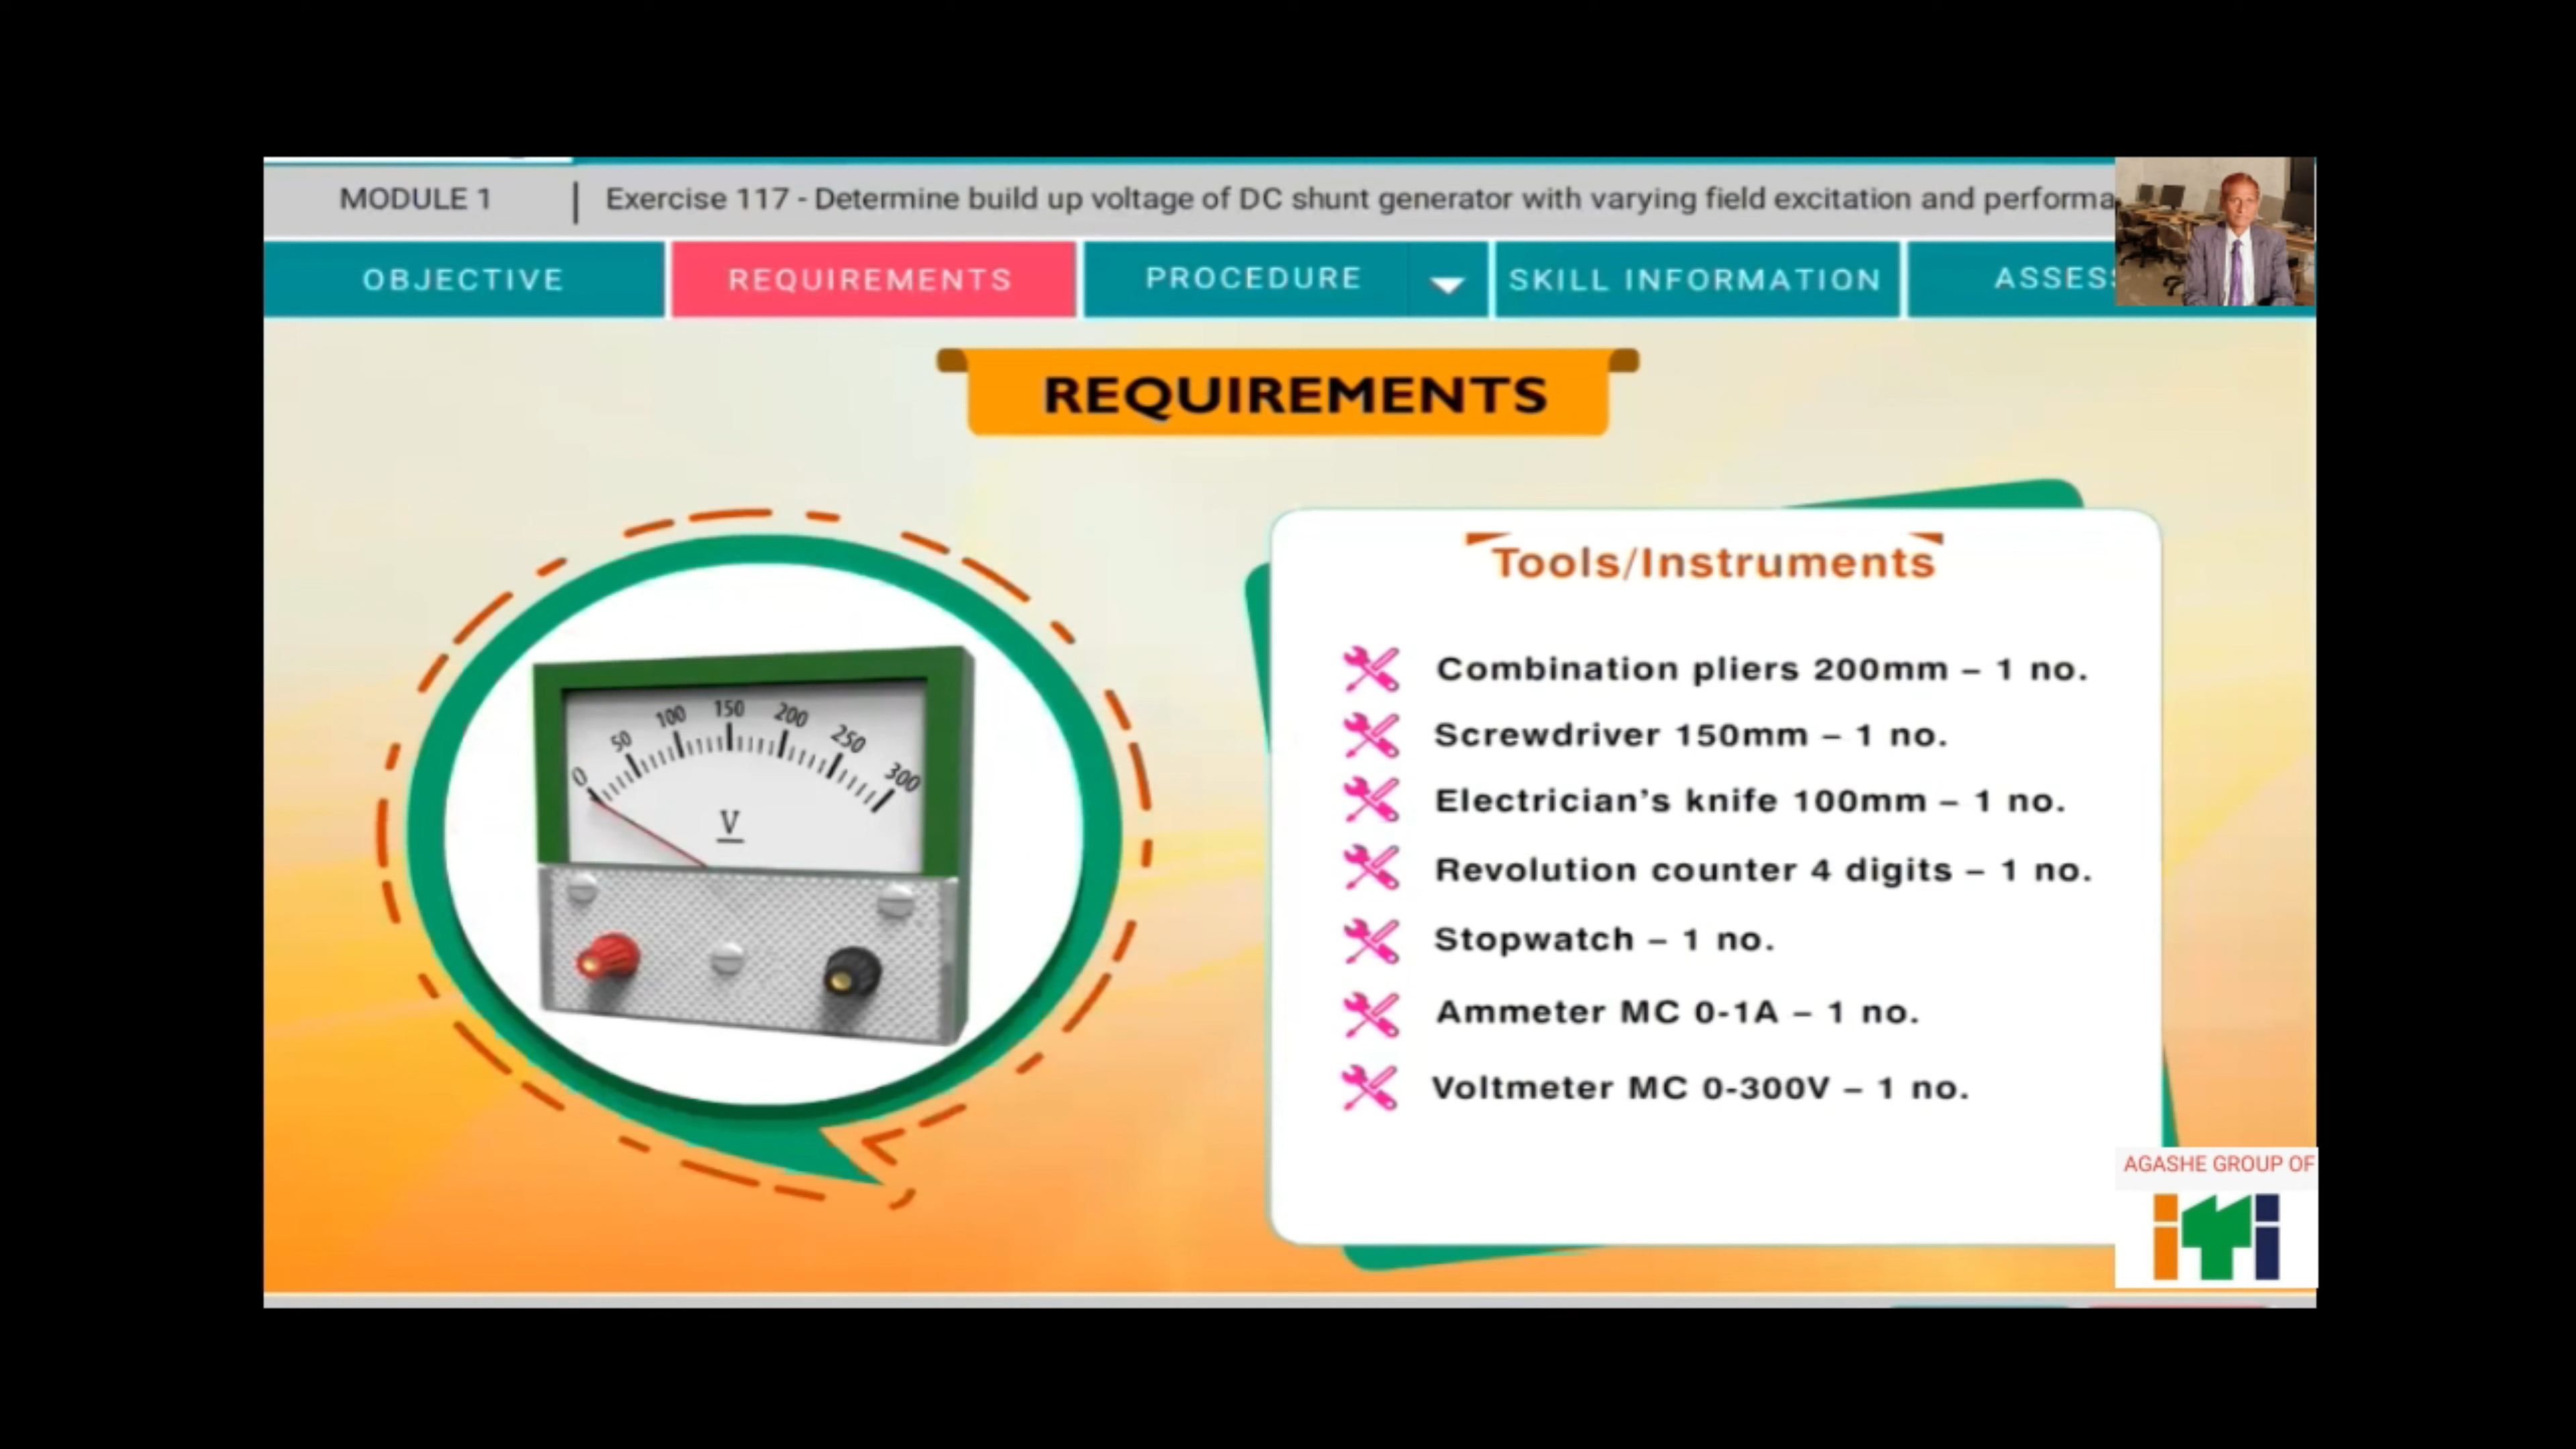 MODULE 1 | Exercise 117 - Determine build up voltage of DC shunt generator with varying field excitation and performa
OBJECTIVE
REQUIREMENTS
PROCEDURE
SKILL INFORMATION
ASSES
REQUIREMENTS
0 50 100 150 200 250 300
V
Tools/Instruments
Combination pliers 200mm – 1 no.
Screwdriver 150mm – 1 no.
Electrician's knife 100mm – 1 no.
Revolution counter 4 digits – 1 no.
Stopwatch – 1 no.
Ammeter MC 0-1A – 1 no.
Voltmeter MC 0-300V – 1 no.
AGASHE GROUP OF
iTi